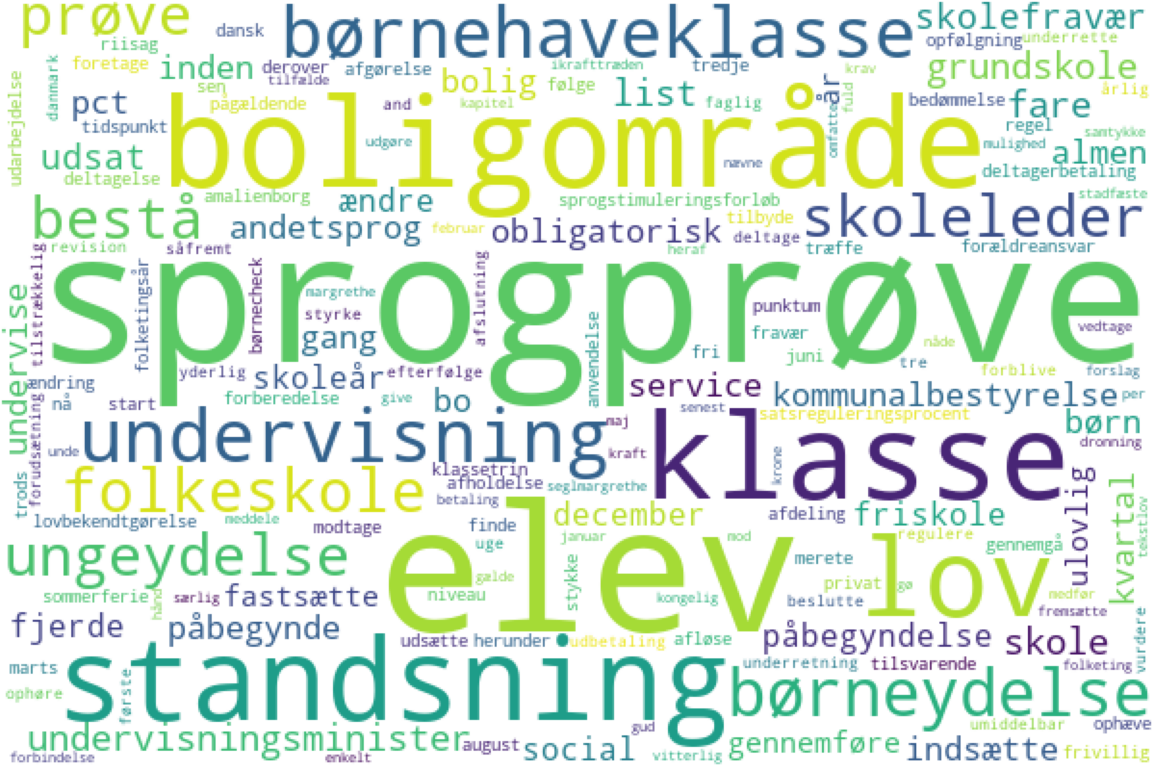 prøve
dansk
børnehaveklasse
skolefravær
riisag
opfølgning
underrette
foretage
inden
derover
afgørelse
ikrafttræden
tredje
grundskole
tilfælde
bolig
følge
list
år
krav
danmark
sen
pct
pågældende
and
kapitel
faglig
fuld
bedømmelse
fare
årlig
udarbejdelse
tidspunkt
boligområde
udgøre
omfatte
regel
samtykke
udsat
nævne
mulighed
almen
deltagelse
deltagerbetaling
amalienborg
ændre
sprogstimuleringsforløb
stadfæste
bestå
andetsprog
februar
obligatorisk
tilbyde
skoleleder
deltage
revision
såfremt
heraf
træffe
forældreansvar
tilstrækkelig
folketingsår
børnecheck
afslutning
sprogprøve
margrethe
punktum
styrke
vedtage
undervise
gang
fravær
anvendelse
fri
juni
tre
nåde
forslag
ændring
yderlig
skoleår
efterfølge
service
forblive
kommunalbestyrelse
per
nå
start
forberedelse
give
bo
senest
satsreguleringsprocent
børn
forudsætning
undervisning
maj
klasse
dronning
unde
kraft
krone
trods
folkeskole
klassetrin
afholdelse
seglmargrethe
ulovlig
betaling
kvartal
lovbekendtgørelse
meddele
modtage
finde
december
afdeling
friskole
tekstlov
uge
januar
mod
regulere
gennemgå
ungeydelse
elev
lov
merete
gælde
stykke
privat
gø
medfør
sommerferie
hånd
særlig
fastsætte
niveau
kongelig
beslutte
fremsætte
fjerde
påbegynde
udsætte
herunder
udbetaling
afløse
påbegyndelse
skole
vurdere
marts
standsning
underretning
tilsvarende
folketing
ophøre
første
børneydelse
gud
umiddelbar
ophæve
undervisningsminister
august
social
gennemføre
indsætte
forbindelse
enkelt
vitterlig
frivillig